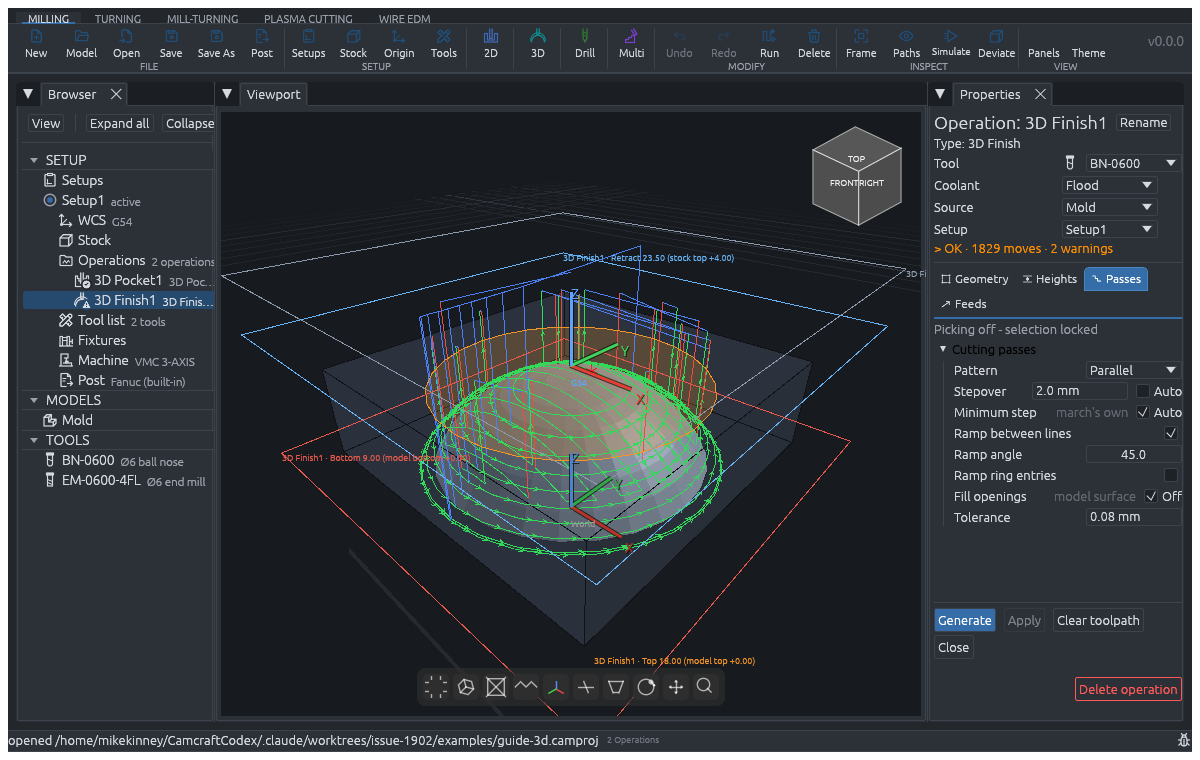 MILLING TURNING MILL-TURNING PLASMA CUTTING WIRE EDM
New Model Open Save Save As Post Setups Stock Origin Tools 2D 3D Drill Multi Undo Redo Run Delete Frame Paths Simulate Deviate Panels Theme v0.0.0
FILE SETUP MODIFY INSPECT VIEW
Browser
View Expand all Collapse
SETUP
Setups
Setup1 active
WCS G54
Stock
Operations 2 operations
3D Pocket1 3D Poc...
3D Finish1 3D Finis...
Tool list 2 tools
Fixtures
Machine VMC 3-AXIS
Post Fanuc (built-in)
MODELS
Mold
TOOLS
BN-0600 Ø6 ball nose
EM-0600-4FL Ø6 end mill
Viewport
TOP
FRONT RIGHT
3D Finish1 · Retract 23.50 (stock top +4.00)
3D Fi
Z
Y
X
G54
3D Finish1 · Bottom 9.00 (model bottom +0.00)
Z
Y
World
X
3D Finish1 · Top 18.00 (model top +0.00)
Properties
Operation: 3D Finish1 Rename
Type: 3D Finish
Tool BN-0600
Coolant Flood
Source Mold
Setup Setup1
> OK · 1829 moves · 2 warnings
Geometry Heights Passes
Feeds
Picking off - selection locked
Cutting passes
Pattern Parallel
Stepover 2.0 mm Auto
Minimum step march's own Auto
Ramp between lines
Ramp angle 45.0
Ramp ring entries
Fill openings model surface Off
Tolerance 0.08 mm
Generate Apply Clear toolpath
Close
Delete operation
opened /home/mikekinney/CamcraftCodex/.claude/worktrees/issue-1902/examples/guide-3d.camproj 2 Operations